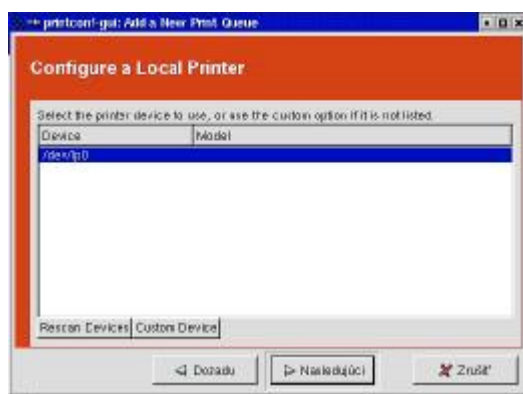 printconf-gui: Add a New Print Queue
Configure a Local Printer
Select the printer device to use, or use the custom option if it is not listed.
Device Model
/dev/lp0
Rescan Devices Custom Device
Dozadu Nasledujúci Zrušiť